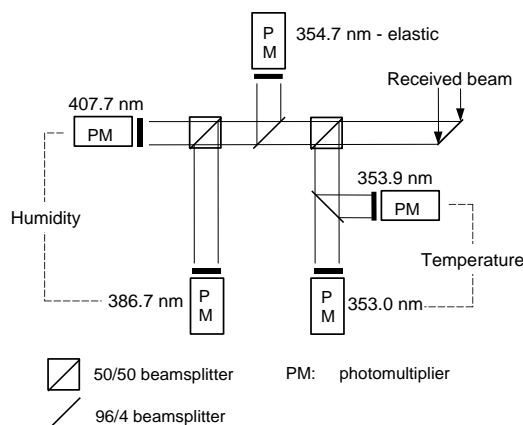 P
M
354.7 nm - elastic
Received beam
407.7 nm
PM
353.9 nm
PM
Humidity
Temperature
386.7 nm
P
M
P
M
353.0 nm
50/50 beamsplitter
PM: photomultiplier
96/4 beamsplitter